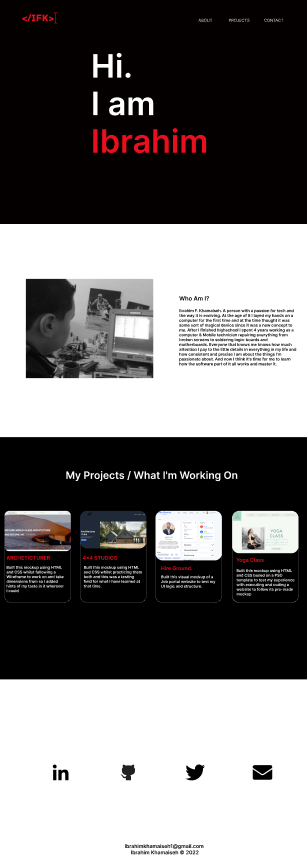 </IFK>
ABOUT PROJECTS CONTACT
Hi.
I am
Ibrahim
Who Am I?
Ibrahim F. Khamaiseh. A person with a passion for tech and
the way it is evolving. At the age of 6 I layed my hands on a
computer for the first time and at the time thought it was
some sort of magical device since it was a new concept to
me. After I finished highschool I spent 4 years working as a
Computer & Mobile technician repairing everything from
broken screens to soldering logic-boards and
motherboards. Everyone that knows me knows how much
attention I pay to the little details in everything in my life and
how consistent and precise I am about the things I'm
passionate about. And now I think it's time for me to learn
how the software part of it all works and master it.
My Projects / What I'm Working On
ARCHETICTURER
Built this mockup using HTML
and CSS whilst following a
Wireframe to work on and take
dimensions from so I added
hints of my taste to it wherever
I could
4x4 STUDIOS
Built this mockup using HTML
and CSS whilst practicing them
both and this was a testing
field for what I have learned at
that time.
Hire Ground.
Built this visual mockup of a
Job portal website to test my
UI logic and structure.
YOGA
CLASS
Yoga Class
Built this mockup using HTML
and CSS based on a PSD
template to test my experience
with executing and coding a
website to follow its pre-made
mockup
ibrahimkhamaiseh1@gmail.com
Ibrahim Khamaiseh © 2022